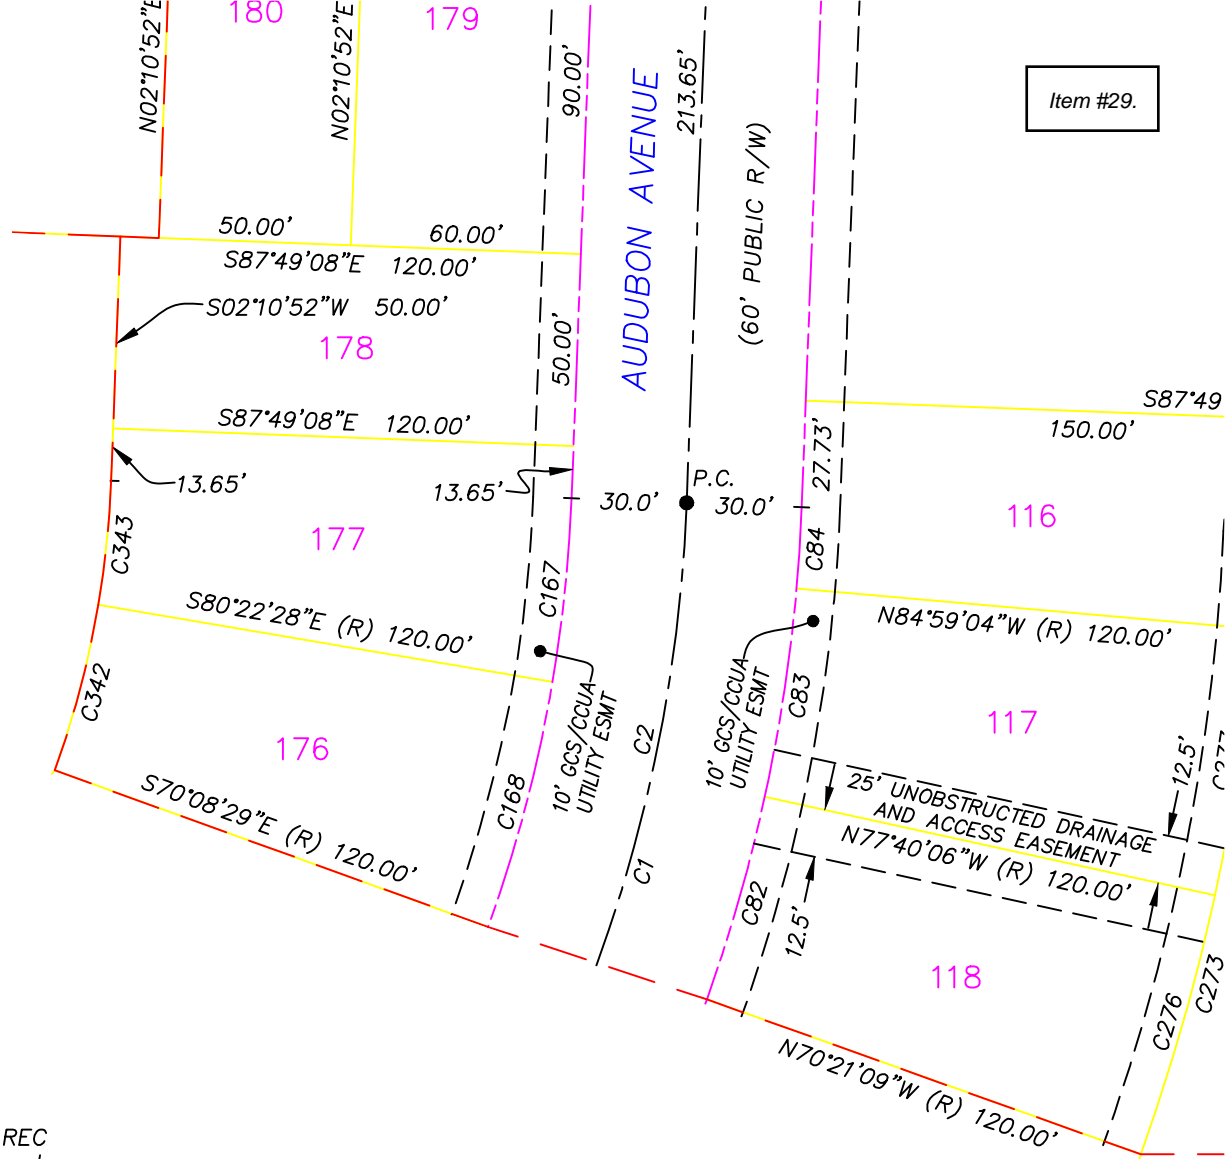 180
179
N02°10'52"E
N02°10'52"E
90.00'
AUDUBON AVENUE
213.65'
(60' PUBLIC R/W)
Item #29.
50.00'
60.00'
S87°49'08"E 120.00'
S02°10'52"W 50.00'
178
50.00'
S87°49'08"E 120.00'
S87°49
150.00'
13.65'
13.65'
30.0'
P.C.
30.0'
27.73'
116
177
C343
C167
C84
S80°22'28"E (R) 120.00'
N84°59'04"W (R) 120.00'
C342
10' GCS/CCUA
UTILITY ESMT
C2
10' GCS/CCUA
UTILITY ESMT
C83
117
176
12.5'
C277
S70°08'29"E (R) 120.00'
C168
25' UNOBSTRUCTED DRAINAGE
AND ACCESS EASEMENT
N77°40'06"W (R) 120.00'
C1
C82
12.5'
118
C276
C273
N70°21'09"W (R) 120.00'
REC